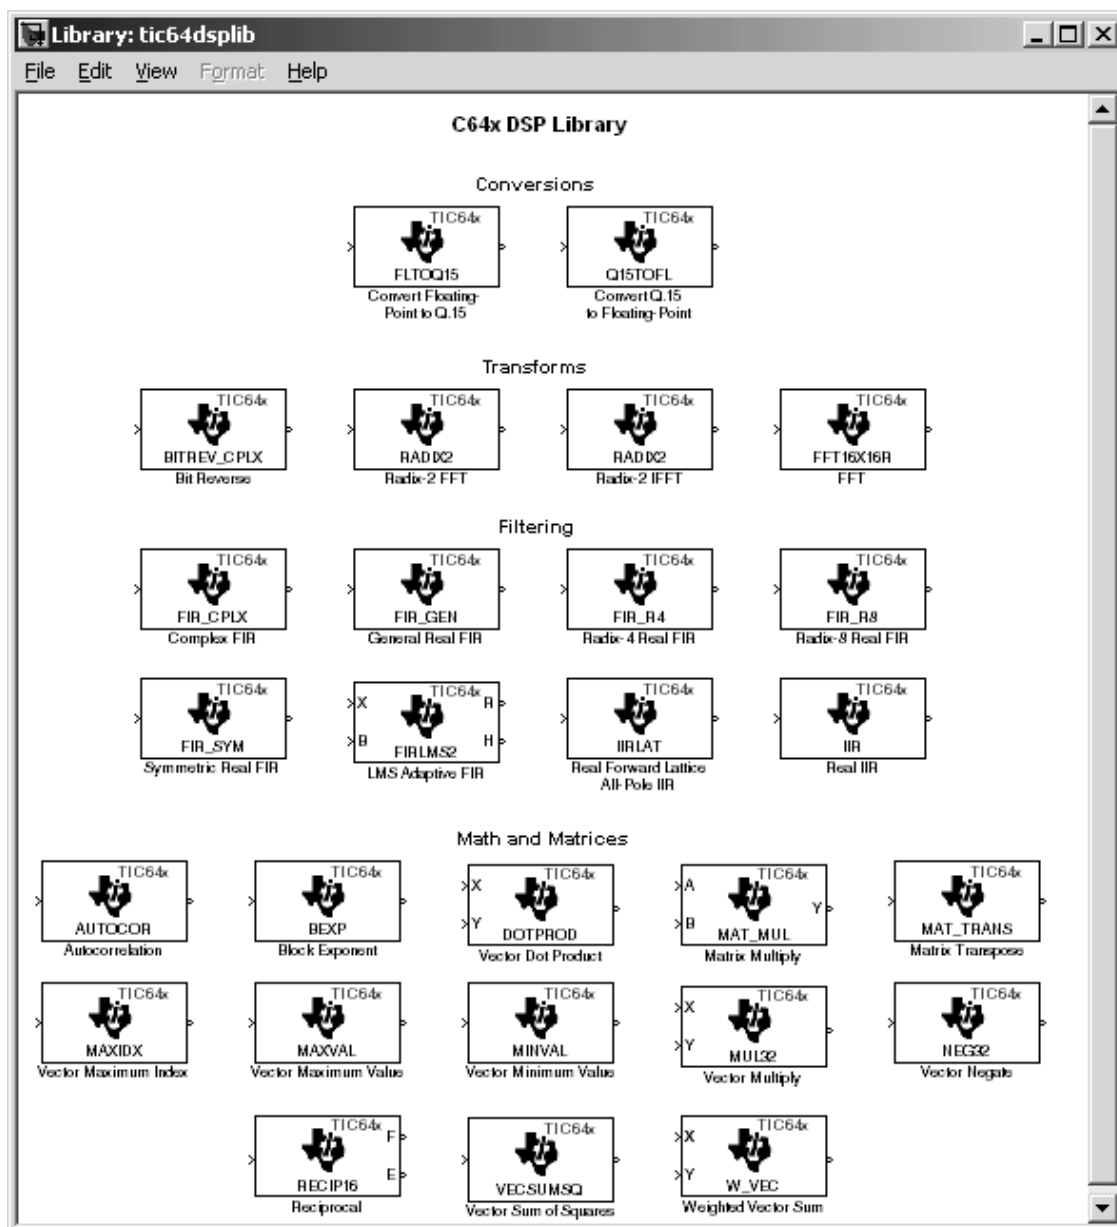 Library: tic64dsplib
File Edit View Format Help
C64x DSP Library
Conversions
TIC64x TIC64x
FLTOQ15 Q15TOFL
Convert Floating- Convert Q.15
Point to Q.15 to Floating-Point
Transforms
TIC64x TIC64x TIC64x TIC64x
BITREV_CPLX RADIX2 RADIX2 FFT16X16R
Bit Reverse Radix-2 FFT Radix-2 IFFT FFT
Filtering
TIC64x TIC64x TIC64x TIC64x
FIR_CPLX FIR_GEN FIR_R4 FIR_R8
Complex FIR General Real FIR Radix-4 Real FIR Radix-8 Real FIR
TIC64x TIC64x TIC64x TIC64x
X R
B H
FIR_SYM FIRLMS2 IIRLAT IIR
Symmetric Real FIR LMS Adaptive FIR Real Forward Lattice Real IIR
All-Pole IIR
Math and Matrices
TIC64x TIC64x TIC64x TIC64x TIC64x
X A
Y B Y
AUTOCOR BEXP DOTPROD MAT_MUL MAT_TRANS
Autocorrelation Block Exponent Vector Dot Product Matrix Multiply Matrix Transpose
TIC64x TIC64x TIC64x TIC64x TIC64x
X
Y
MAXIDX MAXVAL MINVAL MUL32 NEG32
Vector Maximum Index Vector Maximum Value Vector Minimum Value Vector Multiply Vector Negate
TIC64x TIC64x TIC64x
F X
E Y
RECIP16 VECSUMSQ W_VEC
Reciprocal Vector Sum of Squares Weighted Vector Sum